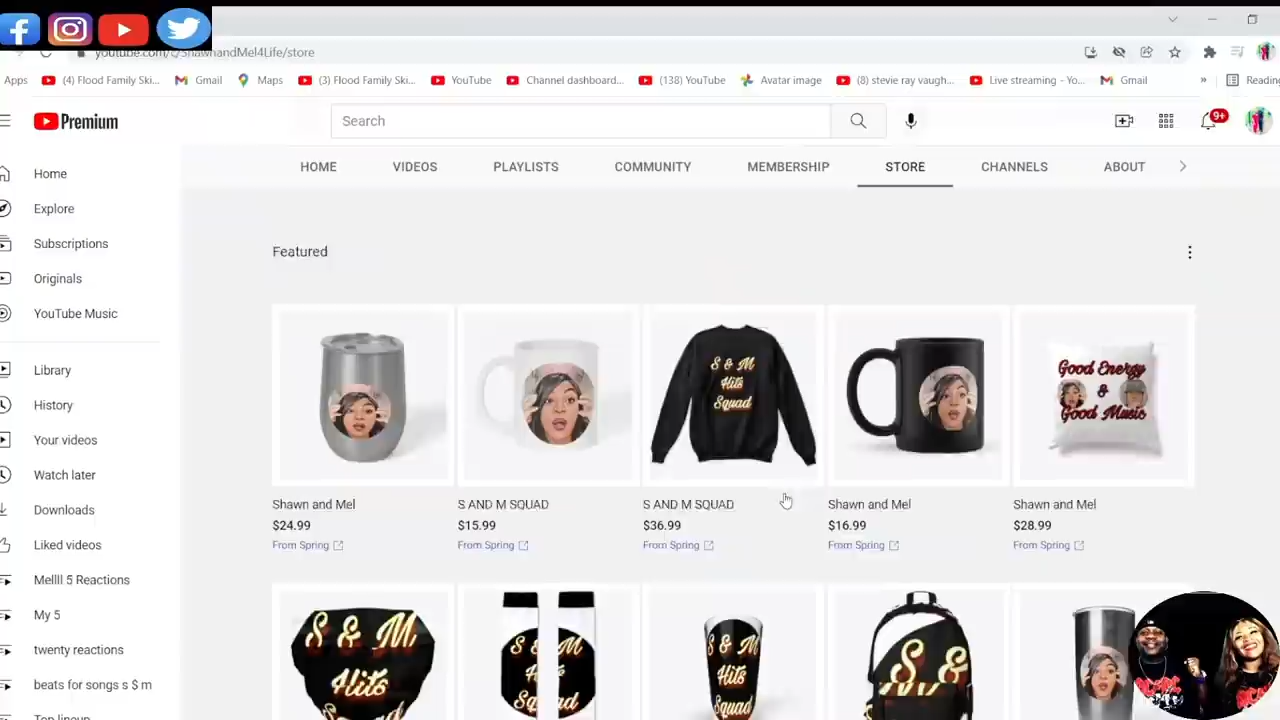 youtube.com/c/ShawnandMel4Life/store
Apps (4) Flood Family Ski... Gmail Maps (3) Flood Family Ski... YouTube Channel dashboard... (138) YouTube Avatar image (8) stevie ray vaugh... Live streaming - Yo... Gmail » Reading
Premium
Search
9+
HOME VIDEOS PLAYLISTS COMMUNITY MEMBERSHIP STORE CHANNELS ABOUT
Home
Explore
Subscriptions
Originals
YouTube Music
Library
History
Your videos
Watch later
Downloads
Liked videos
Mellll 5 Reactions
My 5
twenty reactions
beats for songs s $ m
Top lineup
Featured
S & M
Hits
Squad
Good Energy
&
Good Music
Shawn and Mel
$24.99
From Spring
S AND M SQUAD
$15.99
From Spring
S AND M SQUAD
$36.99
From Spring
Shawn and Mel
$16.99
From Spring
Shawn and Mel
$28.99
From Spring
S & M
Hits
Squad
S & M
Hits
Squad
S & M
Hits
Squad
S &